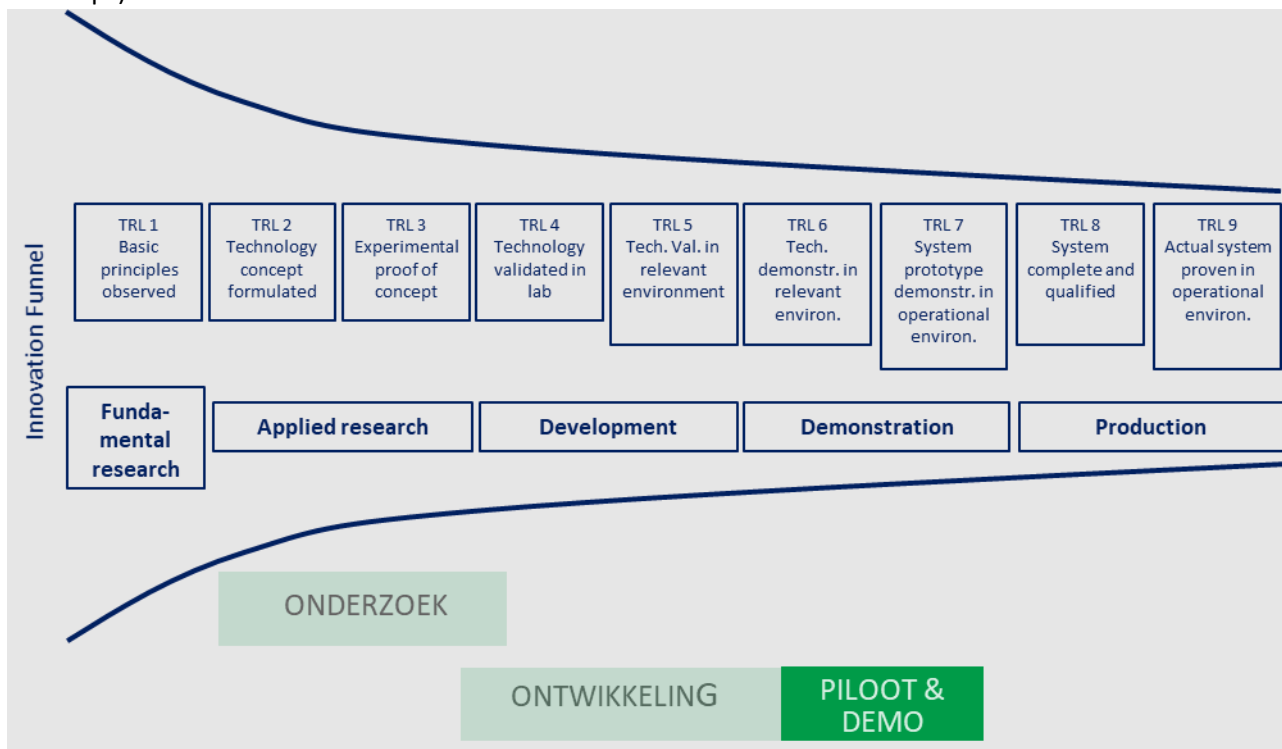 Innovation Funnel
TRL 1
Basic
principles
observed
TRL 2
Technology
concept
formulated
TRL 3
Experimental
proof of
concept
TRL 4
Technology
validated in
lab
TRL 5
Tech. Val. in
relevant
environment
TRL 6
Tech.
demonstr. in
relevant
environ.
TRL 7
System
prototype
demonstr. in
operational
environ.
TRL 8
System
complete and
qualified
TRL 9
Actual system
proven in
operational
environ.
Funda-
mental
research
Applied research
Development
Demonstration
Production
ONDERZOEK
ONTWIKKELING
PILOOT &
DEMO